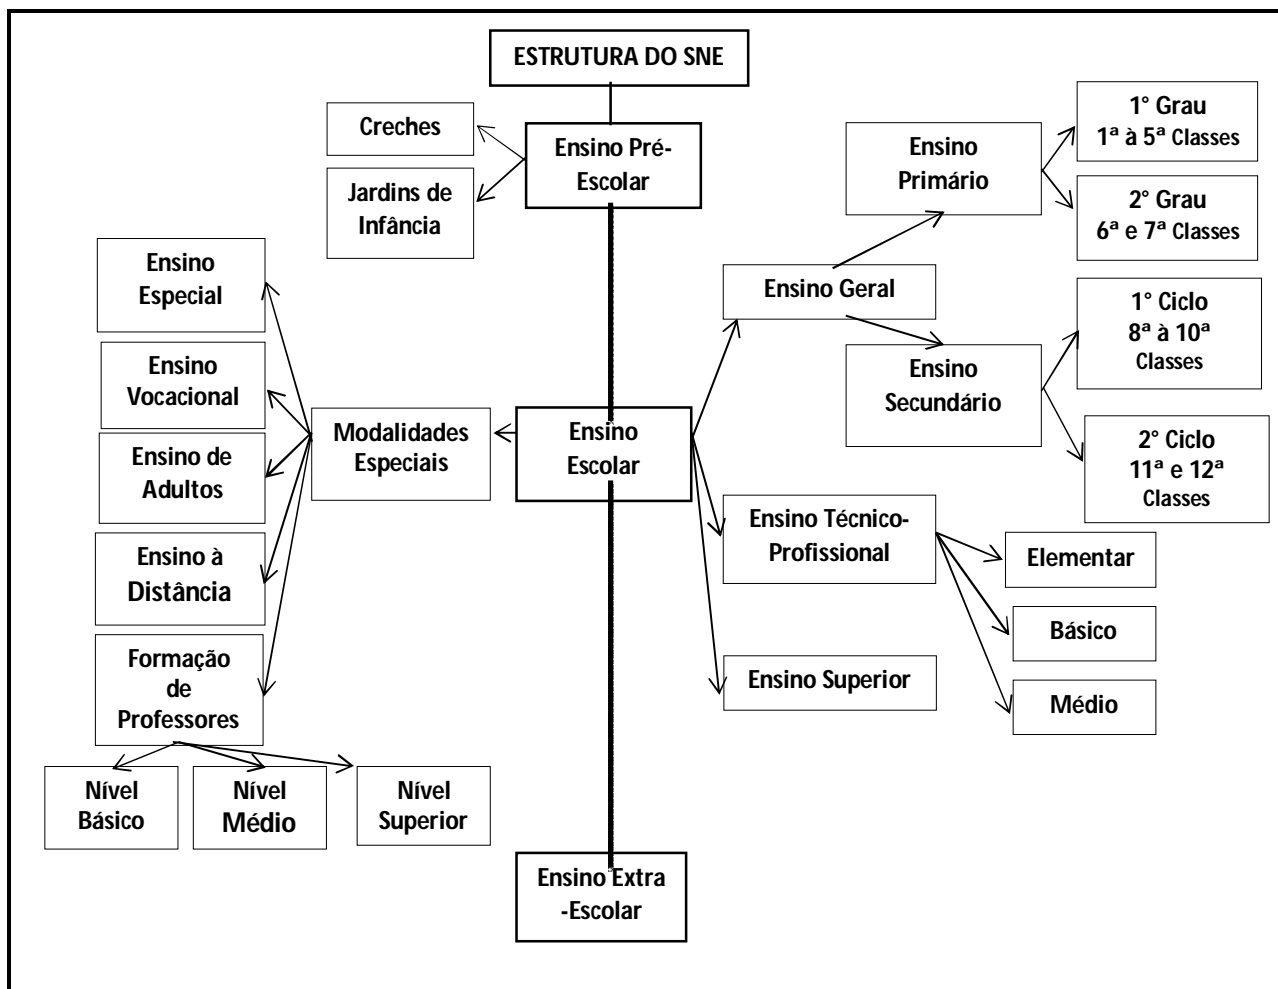 ESTRUTURA DO SNE
Creches
Ensino Pré-
Escolar
Jardins de
Infância
Ensino
Primário
1° Grau
1ª à 5ª Classes
2° Grau
6ª e 7ª Classes
Ensino
Especial
Ensino Geral
1° Ciclo
8ª à 10ª
Classes
Ensino
Vocacional
Ensino
Secundário
Modalidades
Especiais
Ensino
Escolar
2° Ciclo
11ª e 12ª
Classes
Ensino de
Adultos
Ensino Técnico-
Profissional
Ensino à
Distância
Elementar
Básico
Médio
Formação
de
Professores
Ensino Superior
Nível
Básico
Nível
Médio
Nível
Superior
Ensino Extra
-Escolar